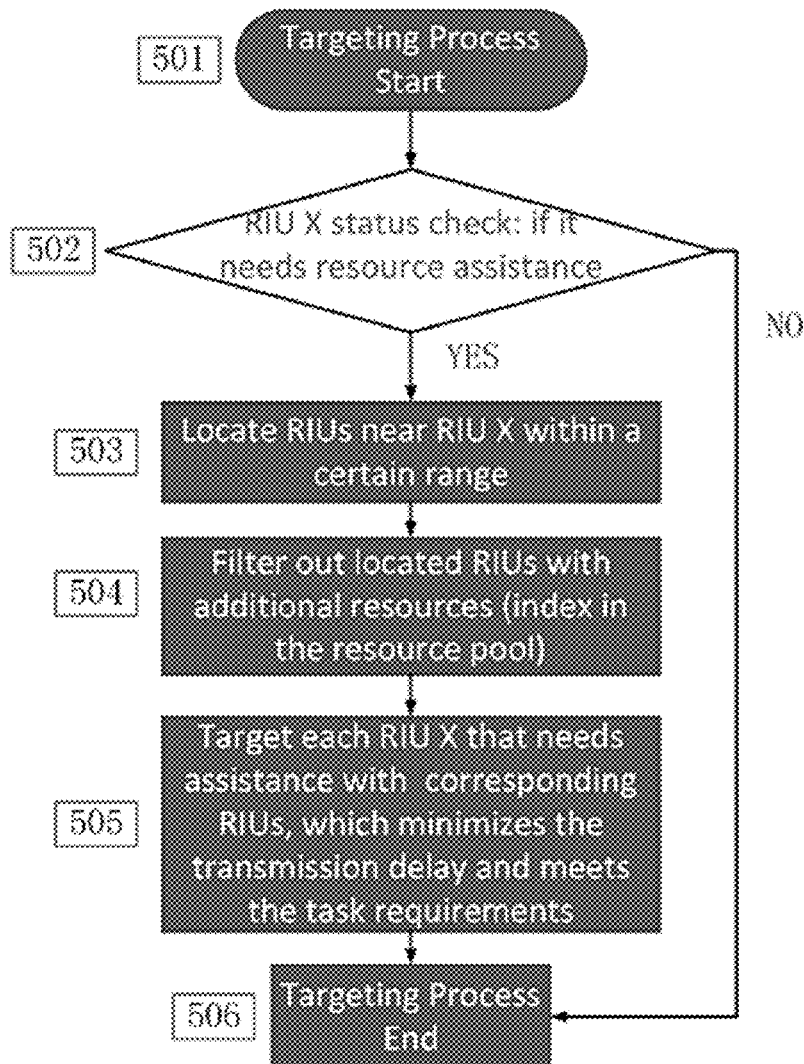 501
Targeting Process
Start
502
RIU X status check: if it
needs resource assistance
NO
YES
503
Locate RIUs near RIU X within a
certain range
504
Filter out located RIUs with
additional resources (index in
the resource pool)
505
Target each RIU X that needs
assistance with corresponding
RIUs, which minimizes the
transmission delay and meets
the task requirements
506
Targeting Process
End